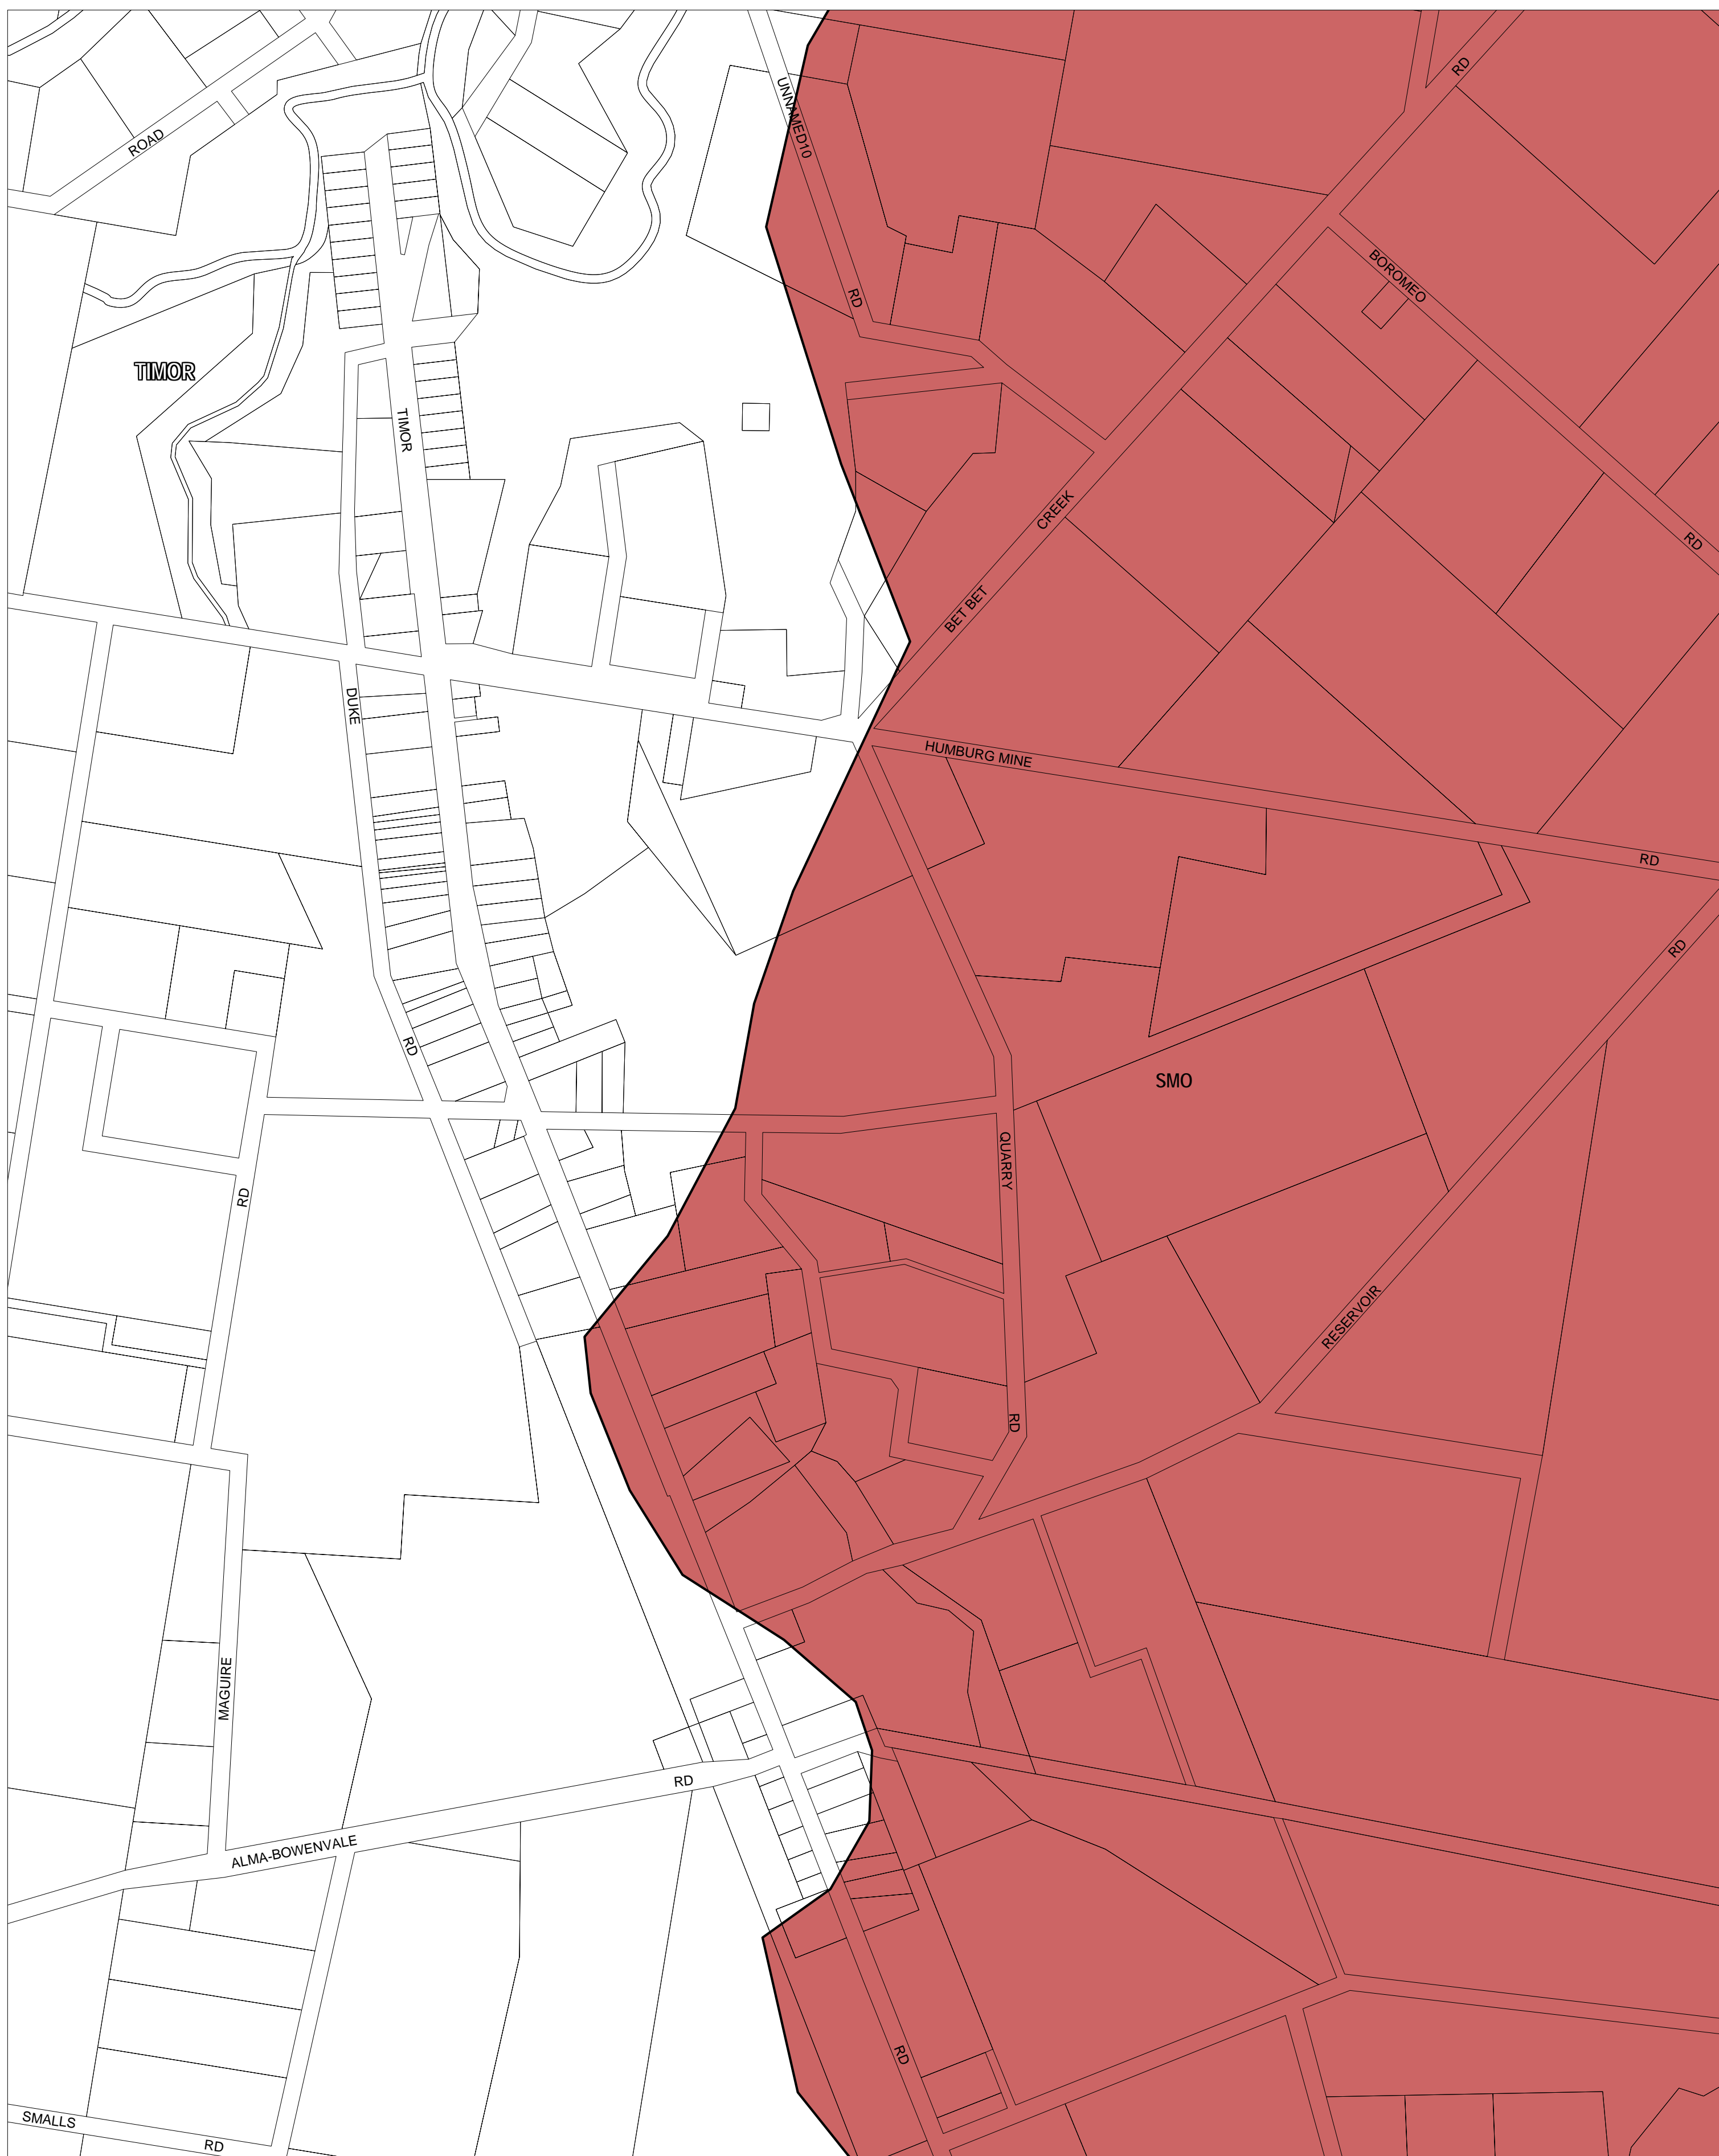 RD
ROAD
UNNAMED10
BOROMEO
RD
TIMOR
TIMOR
CREEK
RD
BET BET
DUKE
HUMBURG MINE
RD
RD
RD
SMO
QUARRY
RD
RESERVOIR
RD
MAGUIRE
RD
ALMA-BOWENVALE
RD
SMALLS
RD